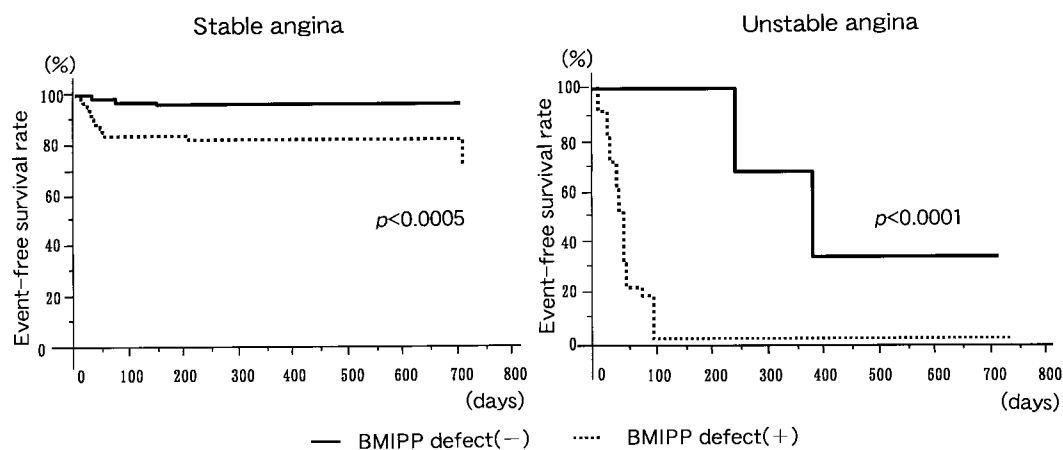 Stable angina
(%)
Event-free survival rate
100
80
60
40
20
0
p<0.0005
0 100 200 300 400 500 600 700 800
(days)
Unstable angina
(%)
Event-free survival rate
100
80
60
40
20
0
p<0.0001
0 100 200 300 400 500 600 700 800
(days)
BMIPP defect(−) BMIPP defect(+)